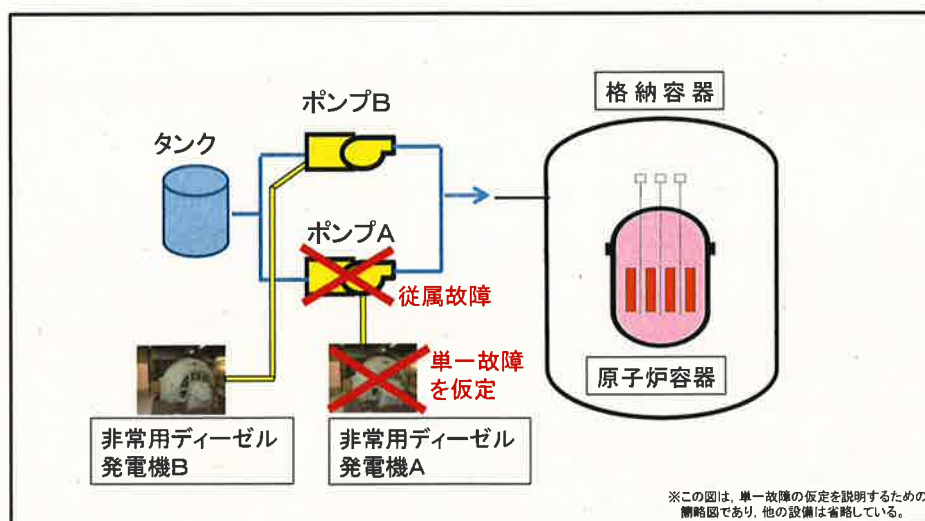 格納容器
ポンプB
タンク
ポンプA
従属故障
単一故障
を仮定
原子炉容器
非常用ディーゼル
発電機B
非常用ディーゼル
発電機A
※この図は，単一故障の仮定を説明するための
簡略図であり，他の設備は省略している。